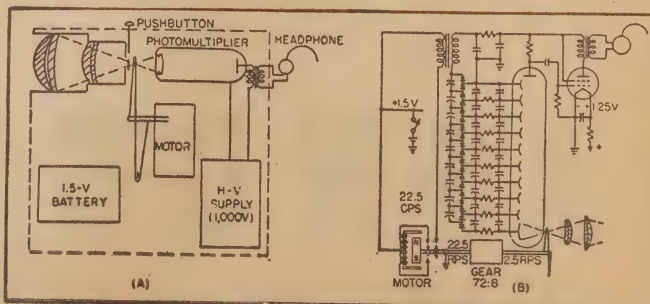 PUSHBUTTON
PHOTOMULTIPLIER
HEADPHONE
MOTOR
1.5-V
BATTERY
H-V
SUPPLY
(1,000V)
(A)
+1.5V
1.25V
+
22.5
CPS
22.5
RPS
2.5 RPS
MOTOR
GEAR
72:8
(B)